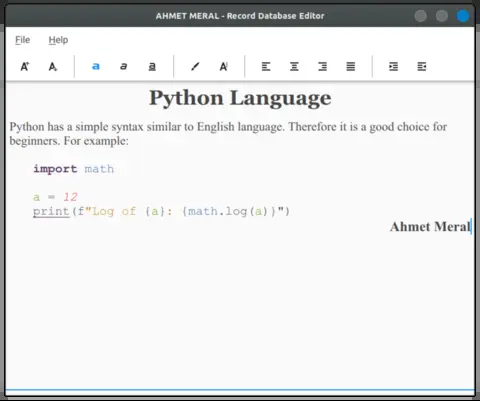 AHMET MERAL - Record Database Editor
File Help
A A a a a A
Python Language
Python has a simple syntax similar to English language. Therefore it is a good choice for
beginners. For example:
import math
a = 12
print(f"Log of {a}: {math.log(a)}")
Ahmet Meral